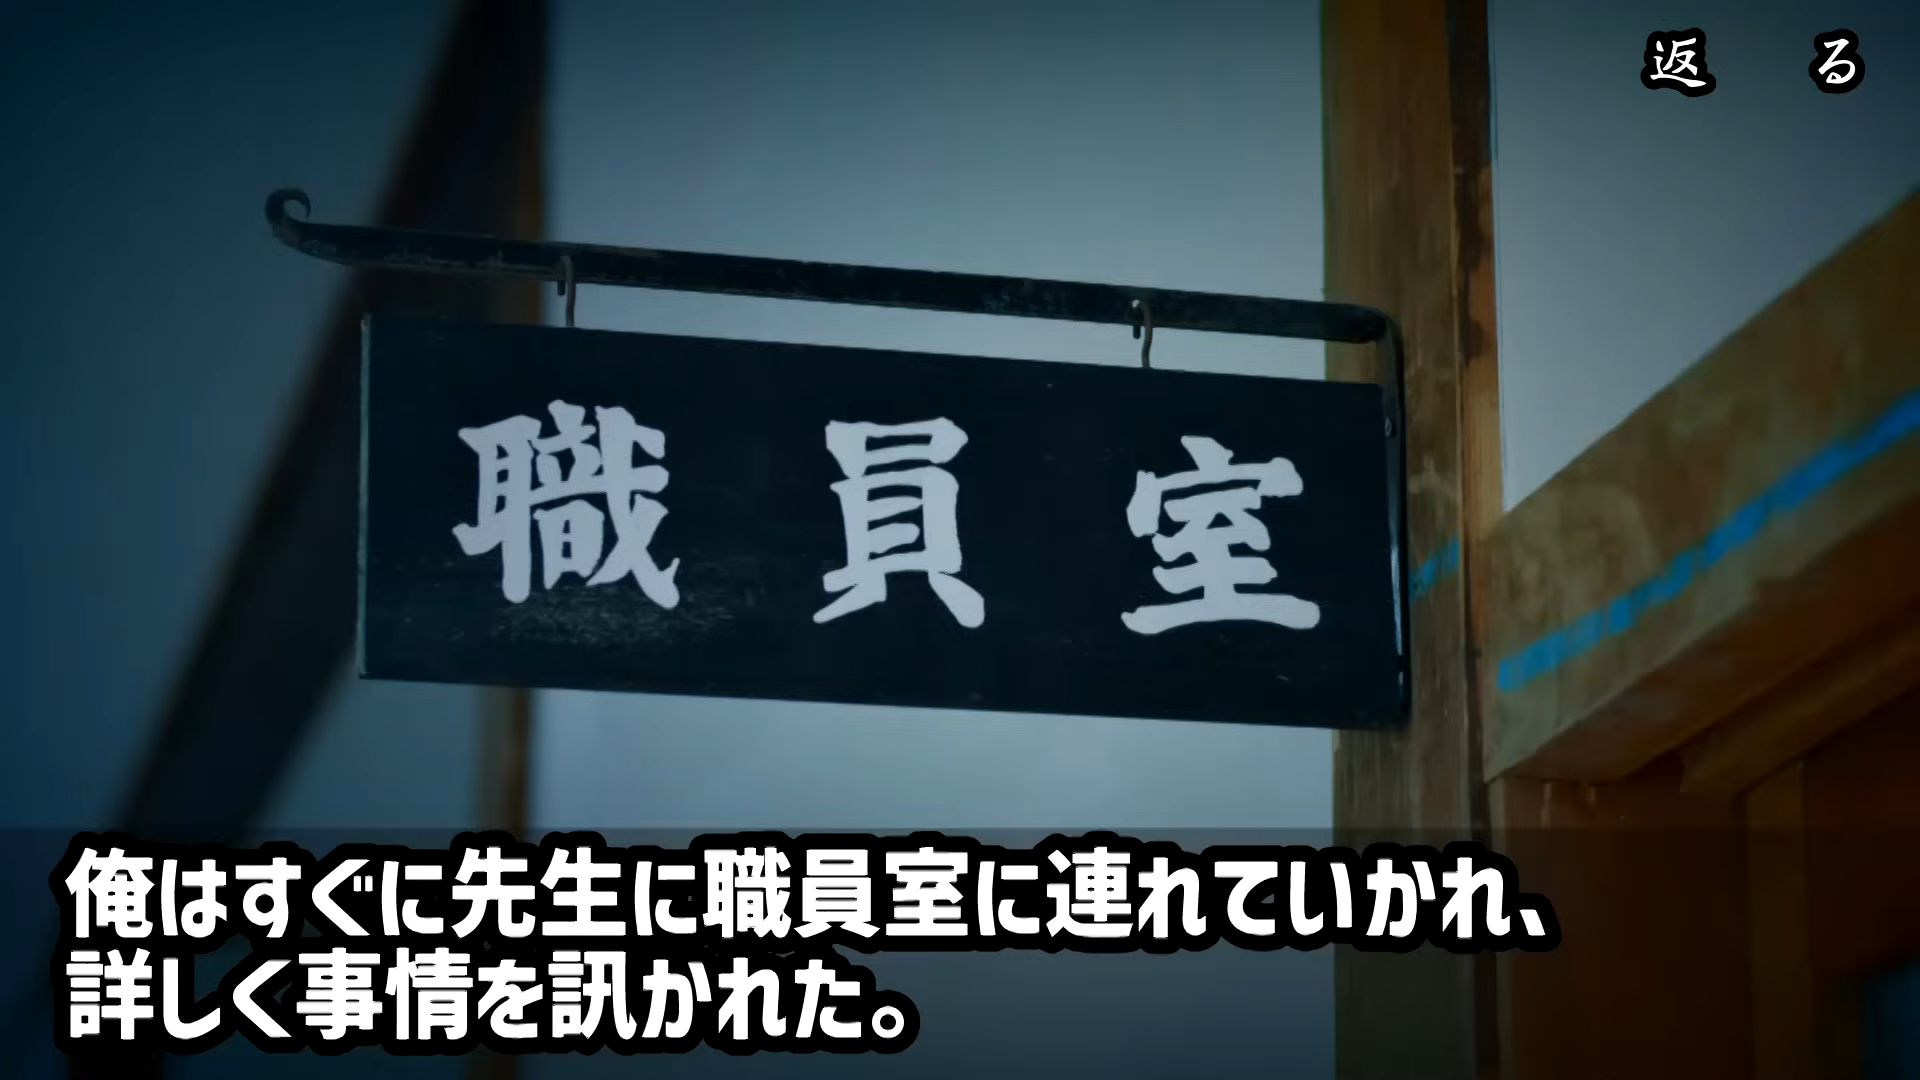 返 る
職員室
俺はすぐに先生に職員室に連れていかれ、
詳しく事情を訊かれた。